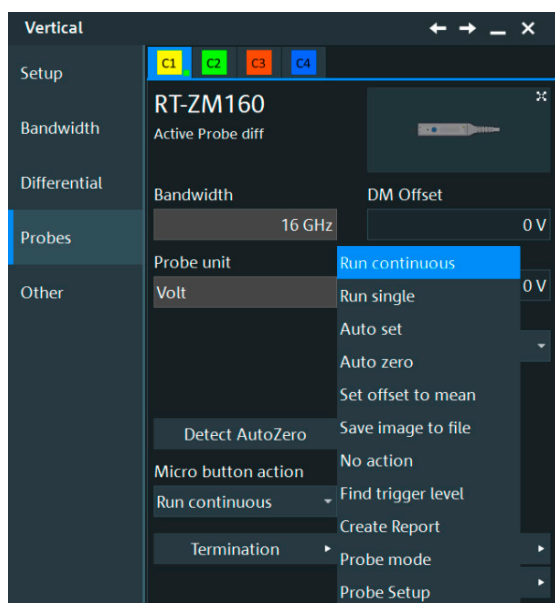 Vertical
Setup
Bandwidth
Differential
Probes
Other
C1 C2 C3 C4
RT-ZM160
Active Probe diff
Bandwidth DM Offset
16 GHz 0 V
Probe unit
Volt 0 V
Detect AutoZero
Micro button action
Run continuous
Termination
Run continuous
Run single
Auto set
Auto zero
Set offset to mean
Save image to file
No action
Find trigger level
Create Report
Probe mode
Probe Setup